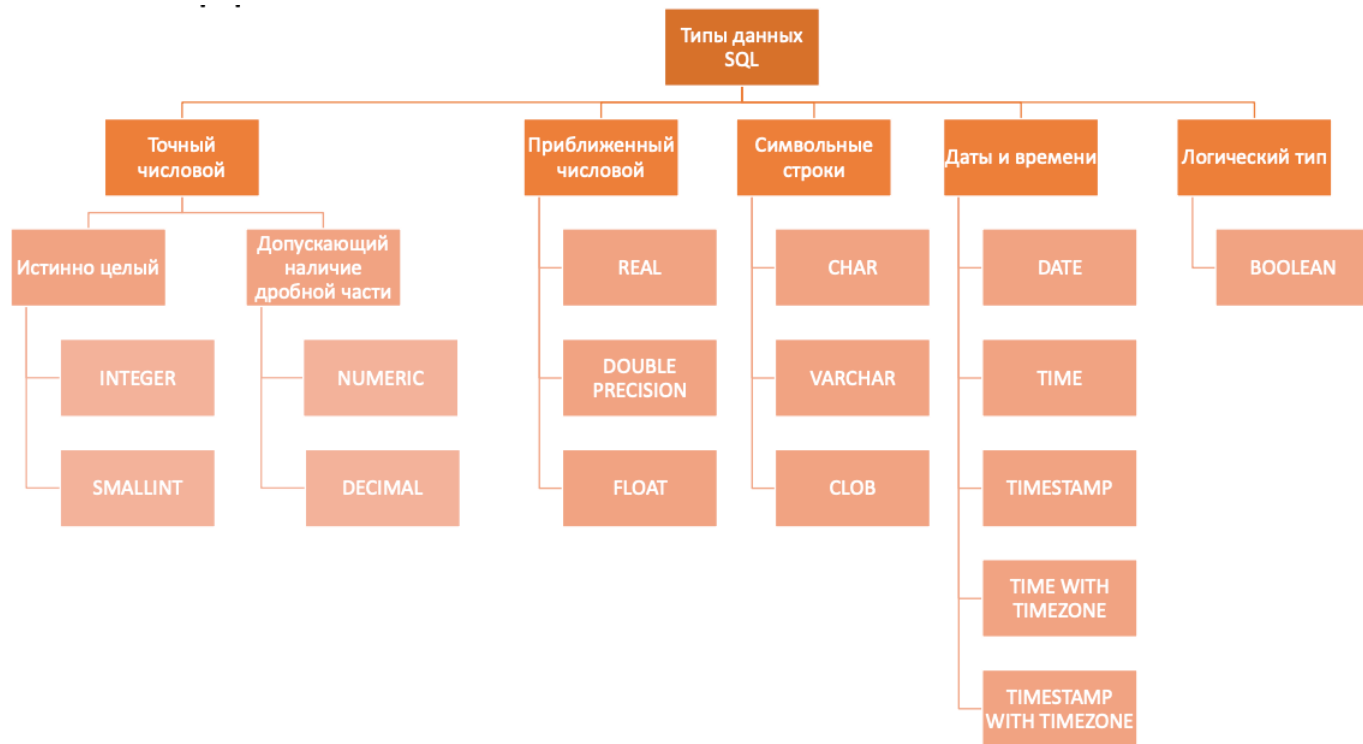 Типы данных
SQL
Точный
числовой
Приближенный
числовой
Символьные
строки
Даты и времени
Логический тип
Истинно целый
Допускающий
наличие
дробной части
REAL
CHAR
DATE
BOOLEAN
INTEGER
NUMERIC
DOUBLE
PRECISION
VARCHAR
TIME
SMALLINT
DECIMAL
FLOAT
CLOB
TIMESTAMP
TIME WITH
TIMEZONE
TIMESTAMP
WITH TIMEZONE